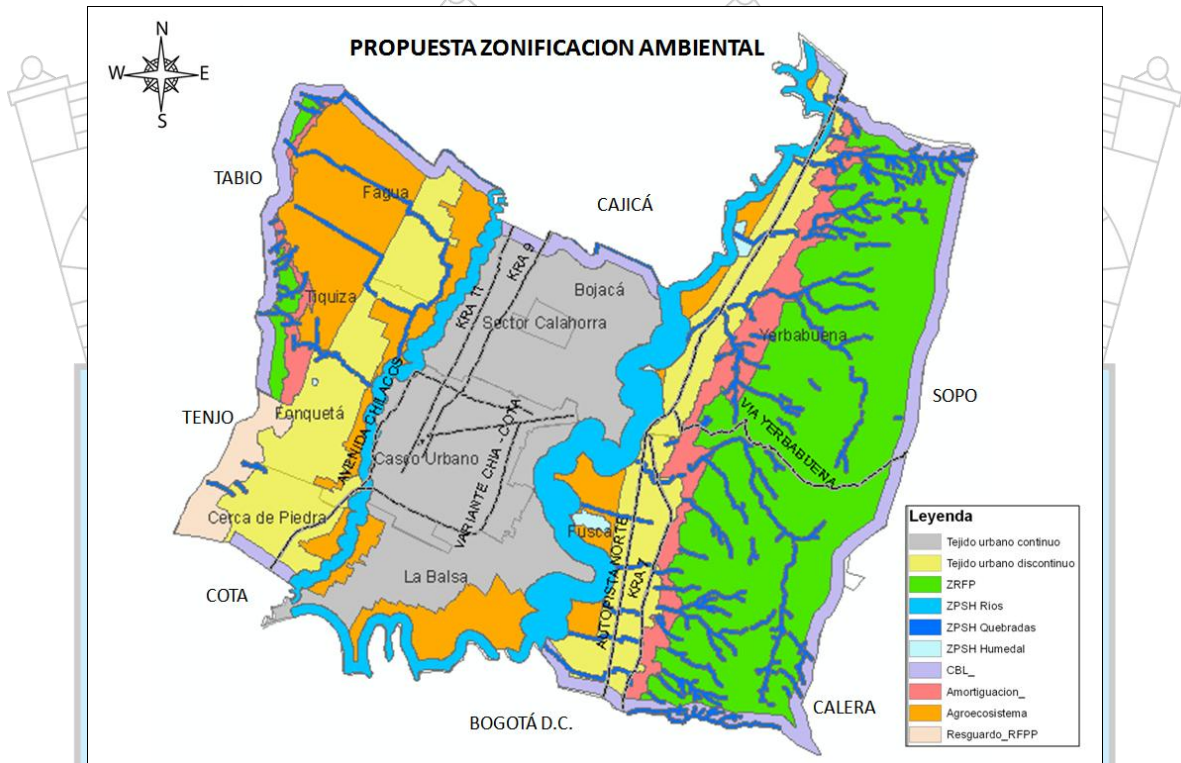 PROPUESTA ZONIFICACION AMBIENTAL
N
W
E
S
TABIO
CAJICÁ
Fagua
KRA 9
KRA 11
Bojacá
Sector Calahorra
Tiquiza
Yerbabuena
SOPO
TENJO
Fonquetá
AVENIDA CHILACOS
VIA YERBABUENA
Casco Urbano
VARIANTE CHIA - COTA
Cerca de Piedra
Fusca
AUTOPISTA NORTE
KRA 7
La Balsa
COTA
BOGOTÁ D.C.
CALERA
Leyenda
Tejido urbano continuo
Tejido urbano discontinuo
ZRFP
ZPSH Rios
ZPSH Quebradas
ZPSH Humedal
CBL_
Amortiguacion_
Agroecosistema
Resguardo_RFPP